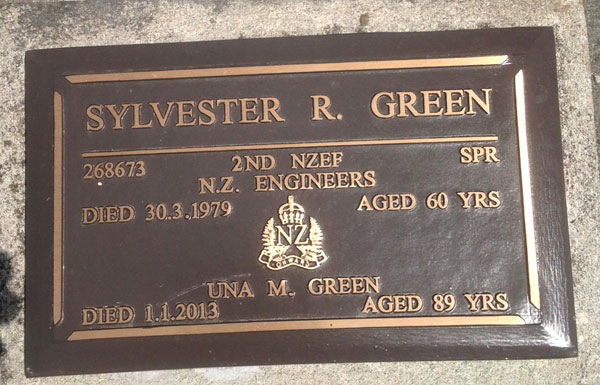 SYLVESTER R. GREEN
268673 2ND NZEF SPR
N.Z. ENGINEERS
DIED 30.3.1979 AGED 60 YRS
NZ
ONWARD
UNA M. GREEN
DIED 1.1.2013 AGED 89 YRS